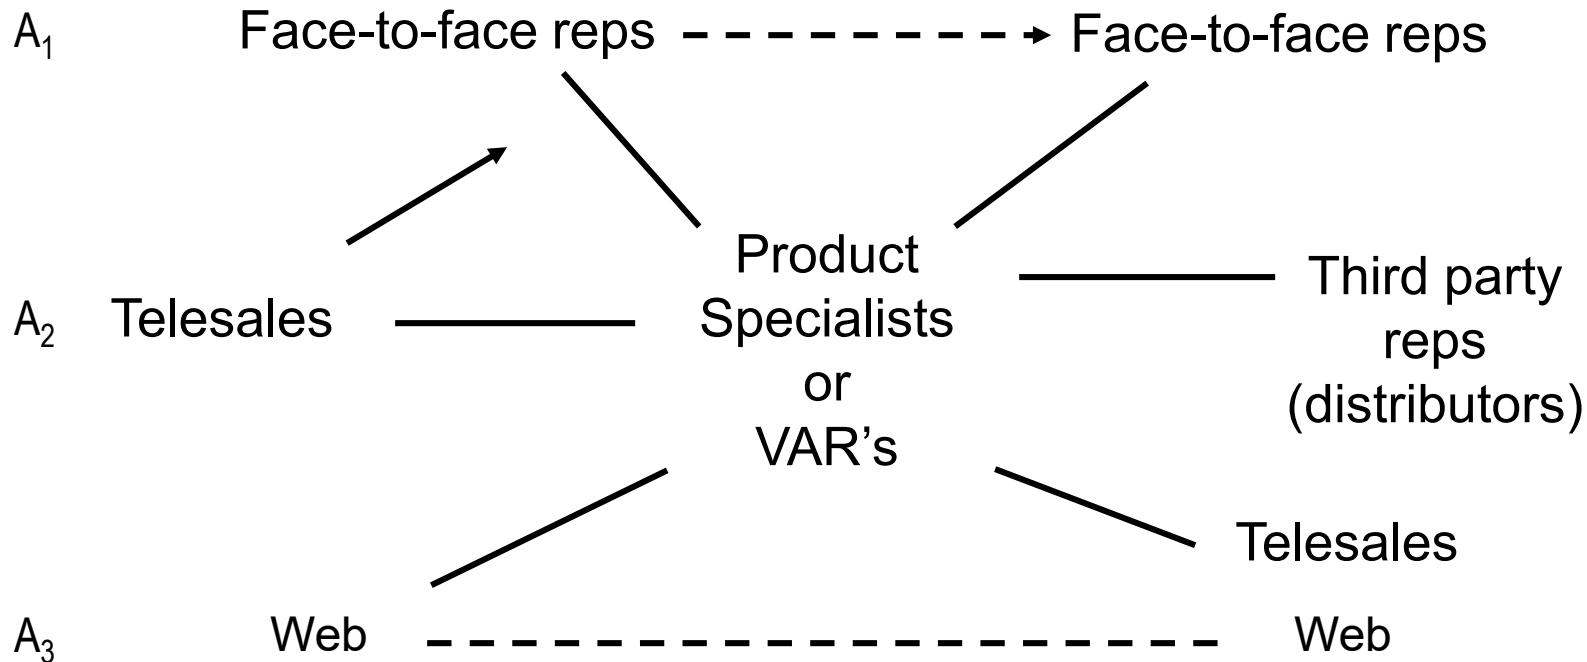 A₁ Face-to-face reps Face-to-face reps
Product
Specialists
or
VAR’s
A₂ Telesales
Third party
reps
(distributors)
Telesales
A₃ Web Web